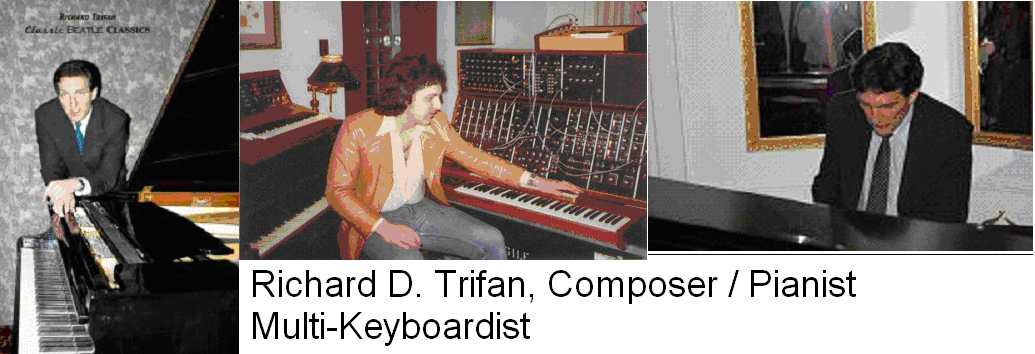 RICHARD TRIFAN
Classic BEATLE CLASSICS
Richard D. Trifan, Composer / Pianist
Multi-Keyboardist